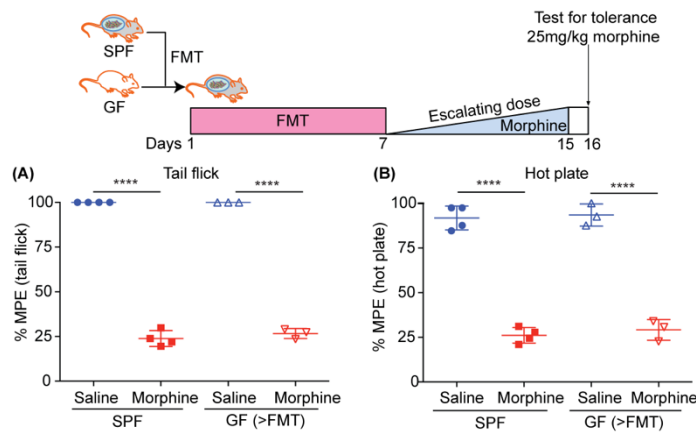 Test for tolerance
25mg/kg morphine
SPF
FMT
GF
FMT
Escalating dose
Morphine
Days 1 7 15 16
(A) Tail flick
**** ****
% MPE (tail flick)
100
75
50
25
0
Saline Morphine Saline Morphine
SPF GF (>FMT)
(B) Hot plate
**** ****
% MPE (hot plate)
100
75
50
25
0
Saline Morphine Saline Morphine
SPF GF (>FMT)